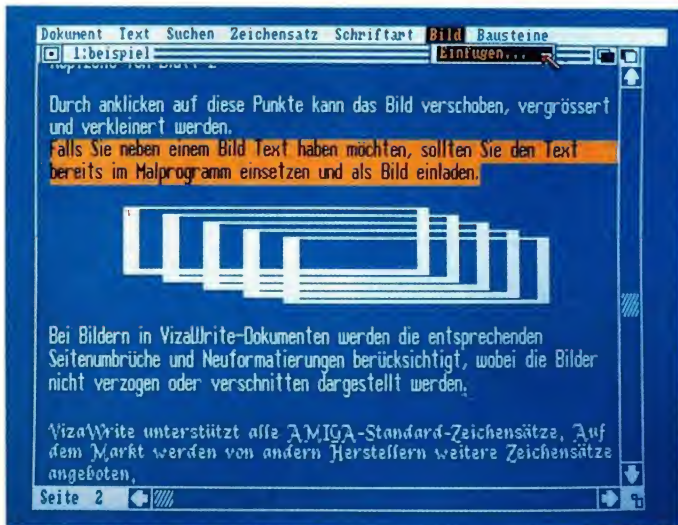 Dokument Text Suchen Zeichensatz Schriftart Bild Bausteine
1:beispiel Einfügen...
Durch anklicken auf diese Punkte kann das Bild verschoben, vergrössert
und verkleinert werden.
Falls Sie neben einem Bild Text haben möchten, sollten Sie den Text
bereits im Malprogramm einsetzen und als Bild einladen.
Bei Bildern in VizaWrite-Dokumenten werden die entsprechenden
Seitenumbrüche und Neuformatierungen berücksichtigt, wobei die Bilder
nicht verzogen oder verschnitten dargestellt werden.
VizaWrite unterstützt alle AMIGA-Standard-Zeichensätze. Auf
dem Markt werden von andern Herstellern weitere Zeichensätze
angeboten.
Seite 2